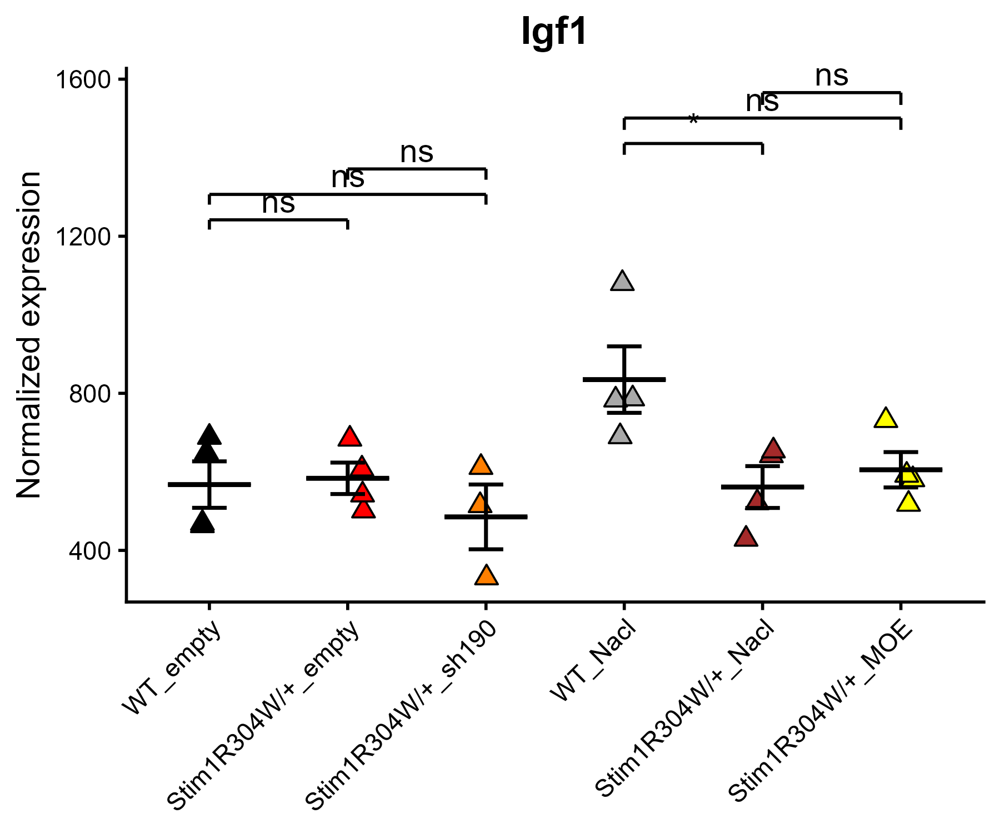 Igf1
Normalized expression
1600
1200
800
400
ns
ns
*
ns
ns
ns
WT_empty
Stim1R304W/+_empty
Stim1R304W/+_sh190
WT_Nacl
Stim1R304W/+_Nacl
Stim1R304W/+_MOE